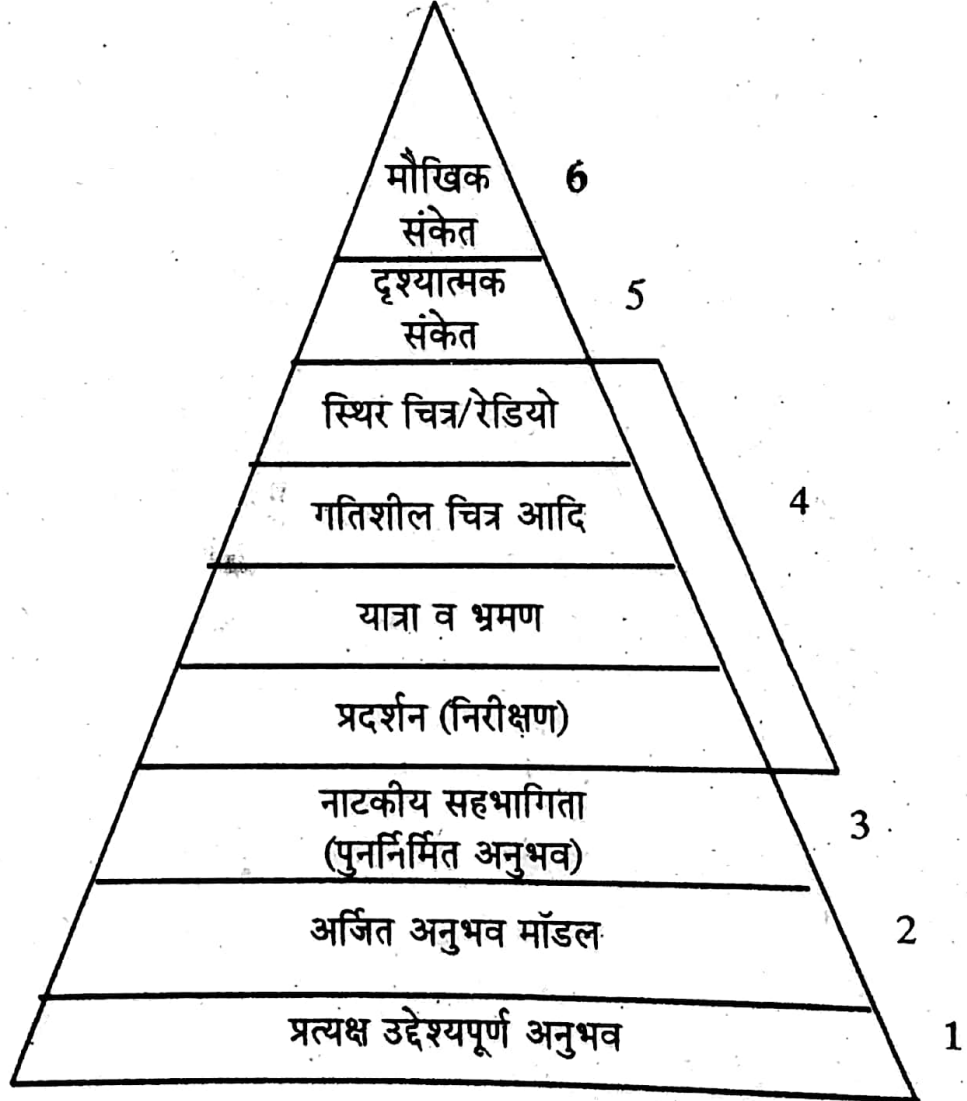 मौखिक 6
संकेत
दृश्यात्मक 5
संकेत
स्थिर चित्र/रेडियो
गतिशील चित्र आदि 4
यात्रा व भ्रमण
प्रदर्शन (निरीक्षण)
नाटकीय सहभागिता 3
(पुनर्निर्मित अनुभव)
अर्जित अनुभव मॉडल 2
प्रत्यक्ष उद्देश्यपूर्ण अनुभव 1